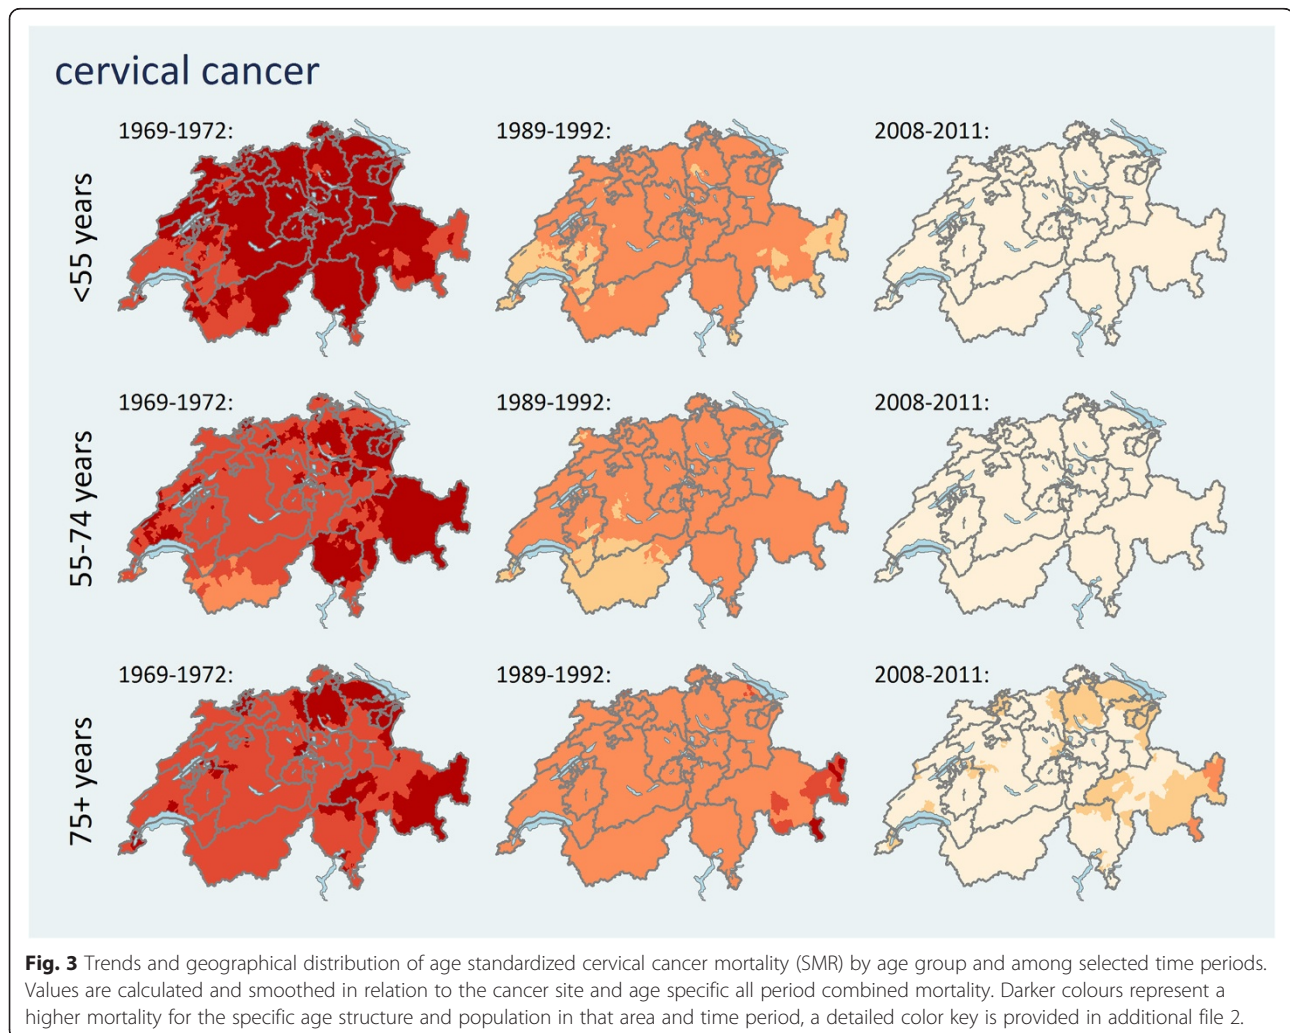 cervical cancer
1969-1972:
1989-1992:
2008-2011:
<55 years
1969-1972:
1989-1992:
2008-2011:
55-74 years
1969-1972:
1989-1992:
2008-2011:
75+ years
Fig. 3 Trends and geographical distribution of age standardized cervical cancer mortality (SMR) by age group and among selected time periods.
Values are calculated and smoothed in relation to the cancer site and age specific all period combined mortality. Darker colours represent a
higher mortality for the specific age structure and population in that area and time period, a detailed color key is provided in additional file 2.